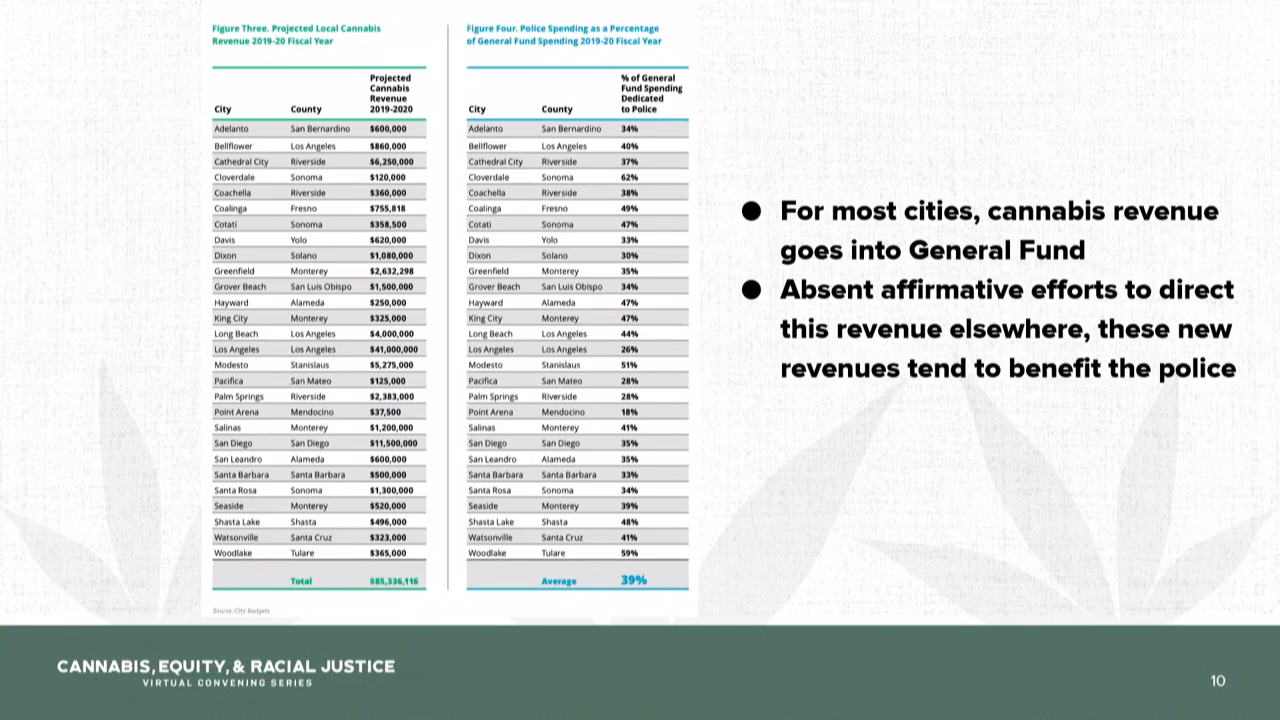 Figure Three. Projected Local Cannabis
Revenue 2019-20 Fiscal Year
City County Projected Cannabis Revenue 2019-2020
Adelanto San Bernardino $600,000
Bellflower Los Angeles $860,000
Cathedral City Riverside $6,250,000
Cloverdale Sonoma $120,000
Coachella Riverside $360,000
Coalinga Fresno $755,818
Cotati Sonoma $358,500
Davis Yolo $620,000
Dixon Solano $1,080,000
Greenfield Monterey $2,632,298
Grover Beach San Luis Obispo $1,500,000
Hayward Alameda $250,000
King City Monterey $325,000
Long Beach Los Angeles $4,000,000
Los Angeles Los Angeles $41,000,000
Modesto Stanislaus $5,275,000
Pacifica San Mateo $125,000
Palm Springs Riverside $2,383,000
Point Arena Mendocino $37,500
Salinas Monterey $1,200,000
San Diego San Diego $11,500,000
San Leandro Alameda $600,000
Santa Barbara Santa Barbara $500,000
Santa Rosa Sonoma $1,300,000
Seaside Monterey $520,000
Shasta Lake Shasta $496,000
Watsonville Santa Cruz $323,000
Woodlake Tulare $365,000
Total $85,336,116
Source: City Budgets
Figure Four. Police Spending as a Percentage
of General Fund Spending 2019-20 Fiscal Year
City County % of General Fund Spending Dedicated to Police
Adelanto San Bernardino 34%
Bellflower Los Angeles 40%
Cathedral City Riverside 37%
Cloverdale Sonoma 62%
Coachella Riverside 38%
Coalinga Fresno 49%
Cotati Sonoma 47%
Davis Yolo 33%
Dixon Solano 30%
Greenfield Monterey 35%
Grover Beach San Luis Obispo 34%
Hayward Alameda 47%
King City Monterey 47%
Long Beach Los Angeles 44%
Los Angeles Los Angeles 26%
Modesto Stanislaus 51%
Pacifica San Mateo 28%
Palm Springs Riverside 28%
Point Arena Mendocino 18%
Salinas Monterey 41%
San Diego San Diego 35%
San Leandro Alameda 35%
Santa Barbara Santa Barbara 33%
Santa Rosa Sonoma 34%
Seaside Monterey 39%
Shasta Lake Shasta 48%
Watsonville Santa Cruz 41%
Woodlake Tulare 59%
Average 39%
● For most cities, cannabis revenue
goes into General Fund
● Absent affirmative efforts to direct
this revenue elsewhere, these new
revenues tend to benefit the police
CANNABIS, EQUITY, & RACIAL JUSTICE
VIRTUAL CONVENING SERIES
10